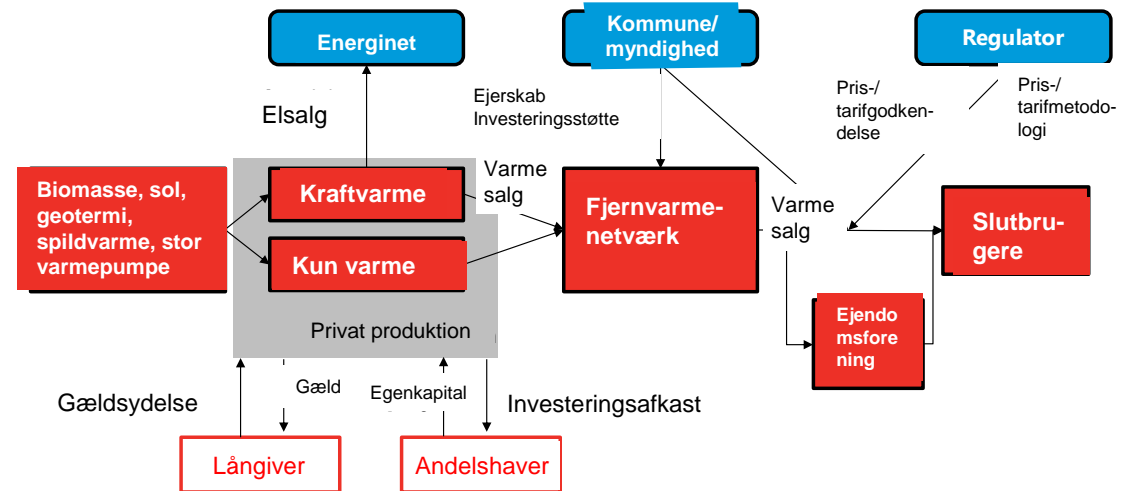 Energinet
Kommune/
myndighed
Regulator
Elsalg
Ejerskab
Investeringsstøtte
Pris-/
tarifgodken-
delse
Pris-/
tarifmetodo-
logi
Biomasse, sol,
geotermi,
spildvarme, stor
varmepumpe
Kraftvarme
Kun varme
Privat produktion
Varme
salg
Fjernvarme-
netværk
Varme
salg
Slutbru-
gere
Ejendo
msfore
ning
Gældsydelse
Gæld
Egenkapital
Investeringsafkast
Långiver
Andelshaver